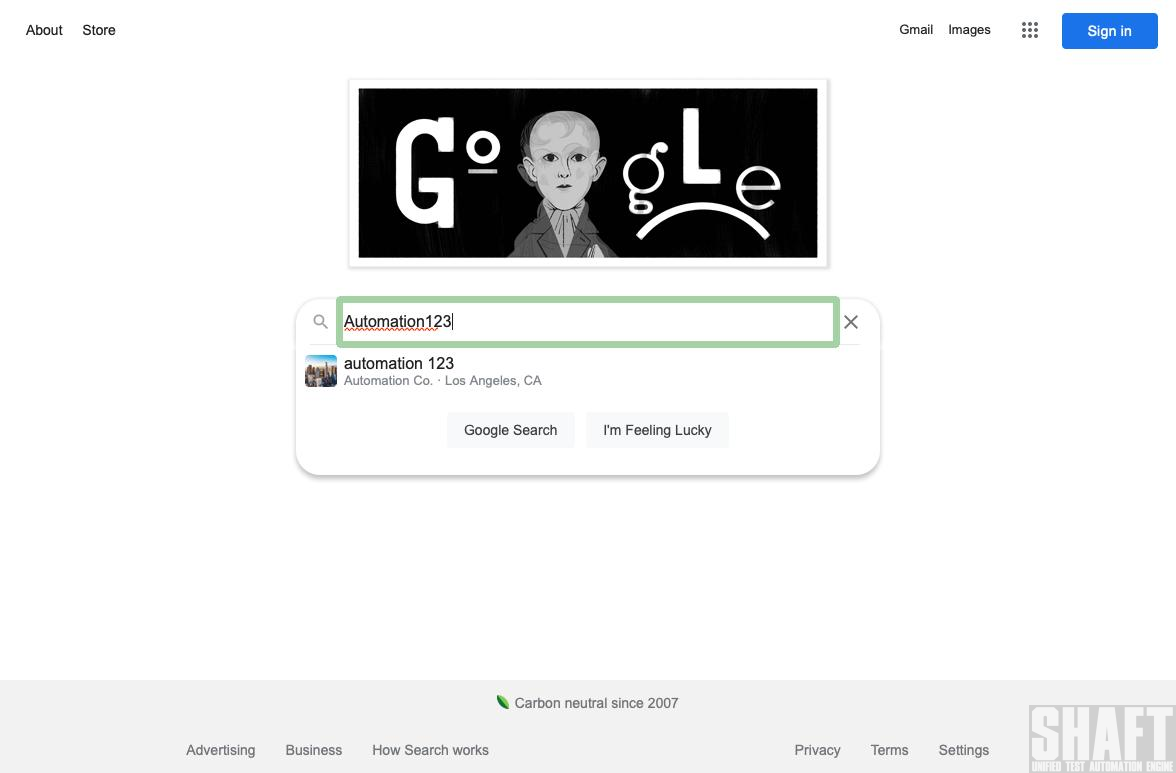 About Store Gmail Images Sign in
Google
Automation123
automation 123
Automation Co. · Los Angeles, CA
Google Search I'm Feeling Lucky
Carbon neutral since 2007
Advertising Business How Search works Privacy Terms Settings
SHAFT
UNIFIED TEST AUTOMATION ENGINE